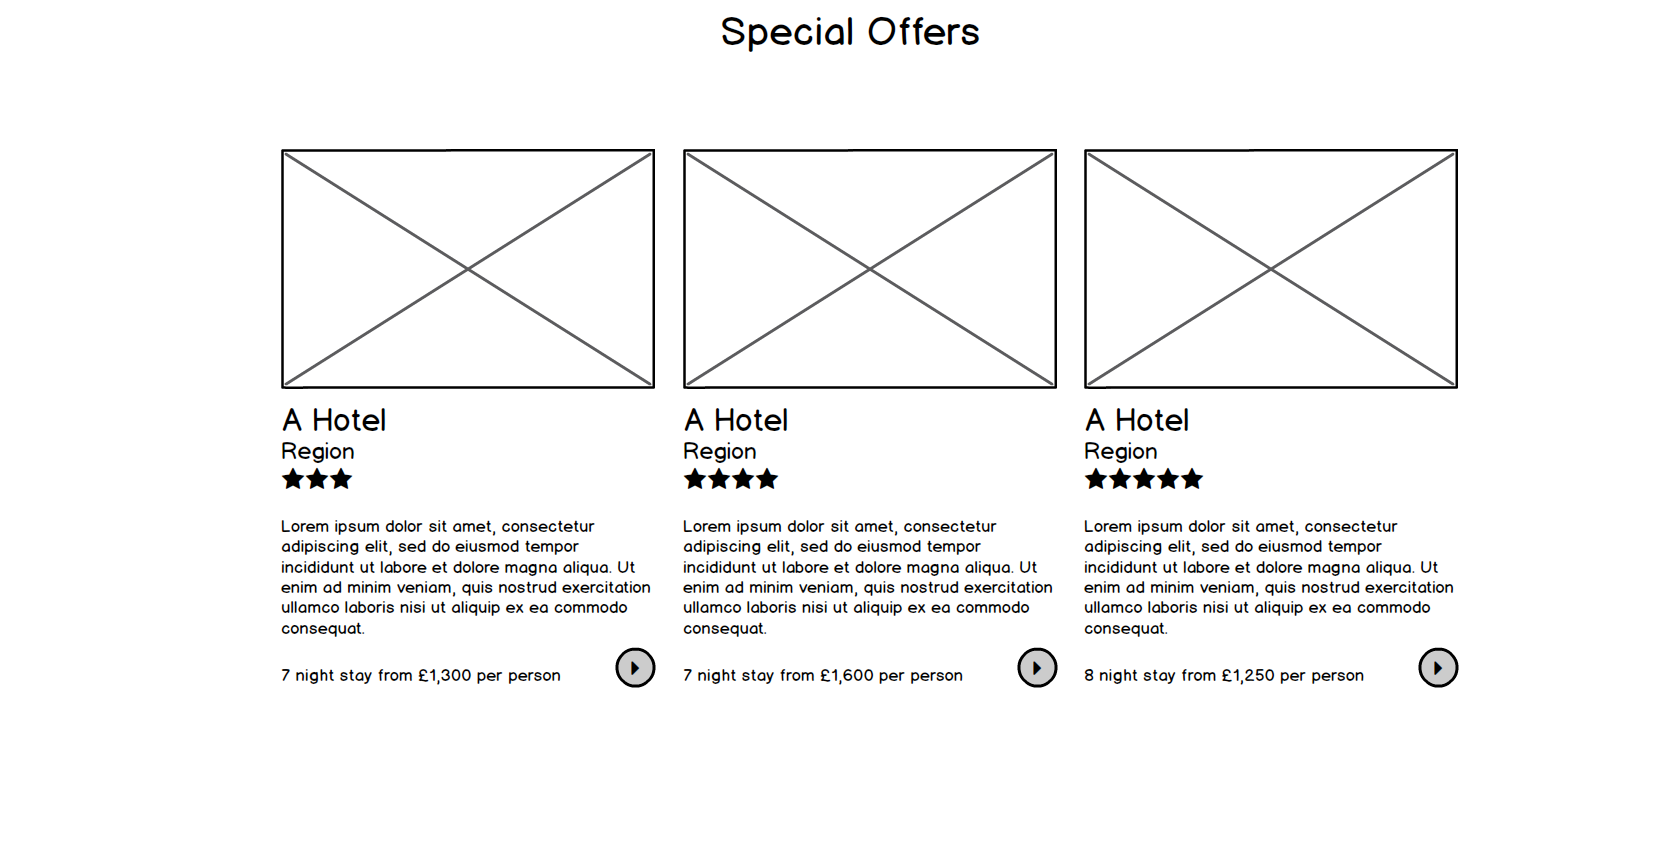 Special Offers
A Hotel
Region
Lorem ipsum dolor sit amet, consectetur
adipiscing elit, sed do eiusmod tempor
incididunt ut labore et dolore magna aliqua. Ut
enim ad minim veniam, quis nostrud exercitation
ullamco laboris nisi ut aliquip ex ea commodo
consequat.
7 night stay from £1,300 per person
A Hotel
Region
Lorem ipsum dolor sit amet, consectetur
adipiscing elit, sed do eiusmod tempor
incididunt ut labore et dolore magna aliqua. Ut
enim ad minim veniam, quis nostrud exercitation
ullamco laboris nisi ut aliquip ex ea commodo
consequat.
7 night stay from £1,600 per person
A Hotel
Region
Lorem ipsum dolor sit amet, consectetur
adipiscing elit, sed do eiusmod tempor
incididunt ut labore et dolore magna aliqua. Ut
enim ad minim veniam, quis nostrud exercitation
ullamco laboris nisi ut aliquip ex ea commodo
consequat.
8 night stay from £1,250 per person